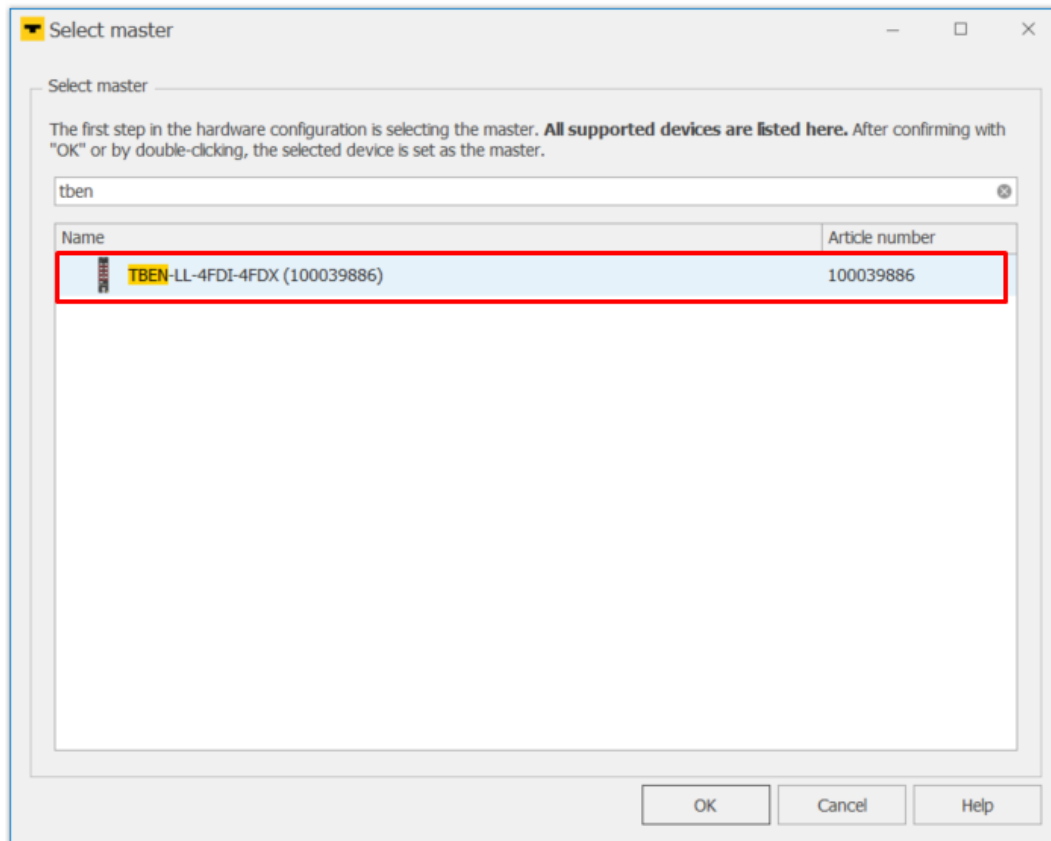 Select master
Select master
The first step in the hardware configuration is selecting the master. All supported devices are listed here. After confirming with
"OK" or by double-clicking, the selected device is set as the master.
tben
Name Article number
TBEN-LL-4FDI-4FDX (100039886) 100039886
OK Cancel Help